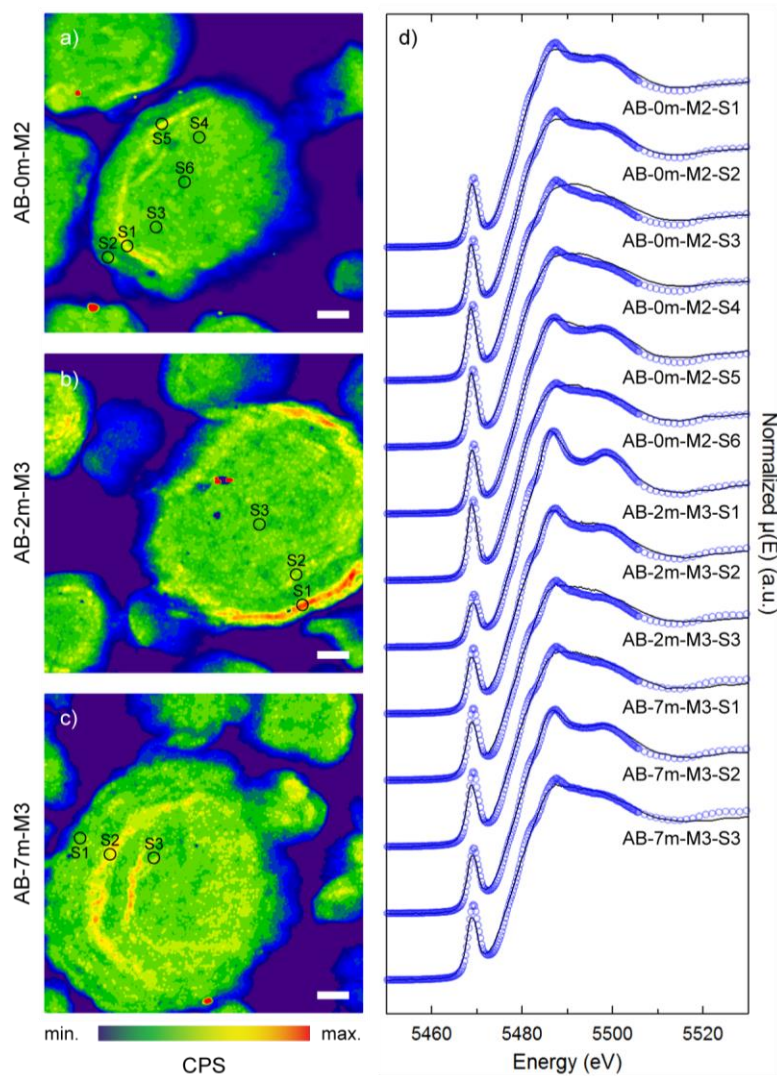 a)
S4
S5
S6
S3
S1
S2
AB-0m-M2
b)
S3
S2
S1
AB-2m-M3
c)
S3
S2
S1
AB-7m-M3
min.
max.
CPS
d)
AB-0m-M2-S1
AB-0m-M2-S2
AB-0m-M2-S3
AB-0m-M2-S4
AB-0m-M2-S5
AB-0m-M2-S6
AB-2m-M3-S1
AB-2m-M3-S2
AB-2m-M3-S3
AB-7m-M3-S1
AB-7m-M3-S2
AB-7m-M3-S3
Normalized μ(E) (a.u.)
5460 5480 5500 5520
Energy (eV)